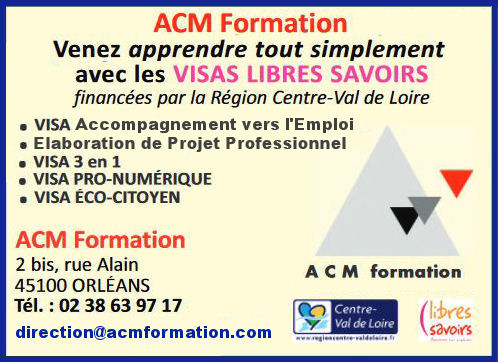 ACM Formation
Venez apprendre tout simplement
avec les VISAS LIBRES SAVOIRS
financées par la Région Centre-Val de Loire
• VISA Accompagnement vers l'Emploi
• Elaboration de Projet Professionnel
• VISA 3 en 1
• VISA PRO-NUMÉRIQUE
• VISA ÉCO-CITOYEN
ACM Formation
2 bis, rue Alain
45100 ORLÉANS
Tél. : 02 38 63 97 17
direction@acmformation.com
ACM formation
Centre-
Val de Loire
www.regioncentre-valdeloire.fr
libres
savoirs